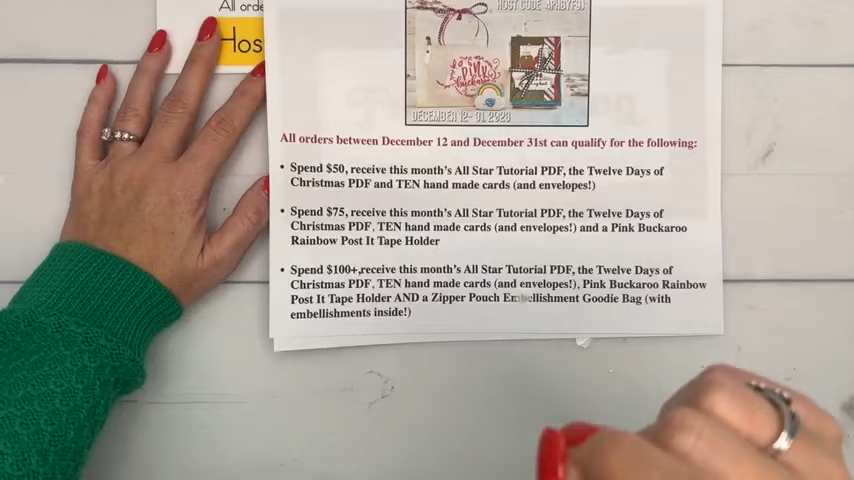 All orde
Hos
HOST CODE 4PHBYF3J
PINK
buckaroo
DECEMBER 12-31, 2020
All orders between December 12 and December 31st can qualify for the following:
• Spend $50, receive this month's All Star Tutorial PDF, the Twelve Days of
Christmas PDF and TEN hand made cards (and envelopes!)
• Spend $75, receive this month's All Star Tutorial PDF, the Twelve Days of
Christmas PDF, TEN hand made cards (and envelopes!) and a Pink Buckaroo
Rainbow Post It Tape Holder
• Spend $100+,receive this month's All Star Tutorial PDF, the Twelve Days of
Christmas PDF, TEN hand made cards (and envelopes!), Pink Buckaroo Rainbow
Post It Tape Holder AND a Zipper Pouch Embellishment Goodie Bag (with
embellishments inside!)